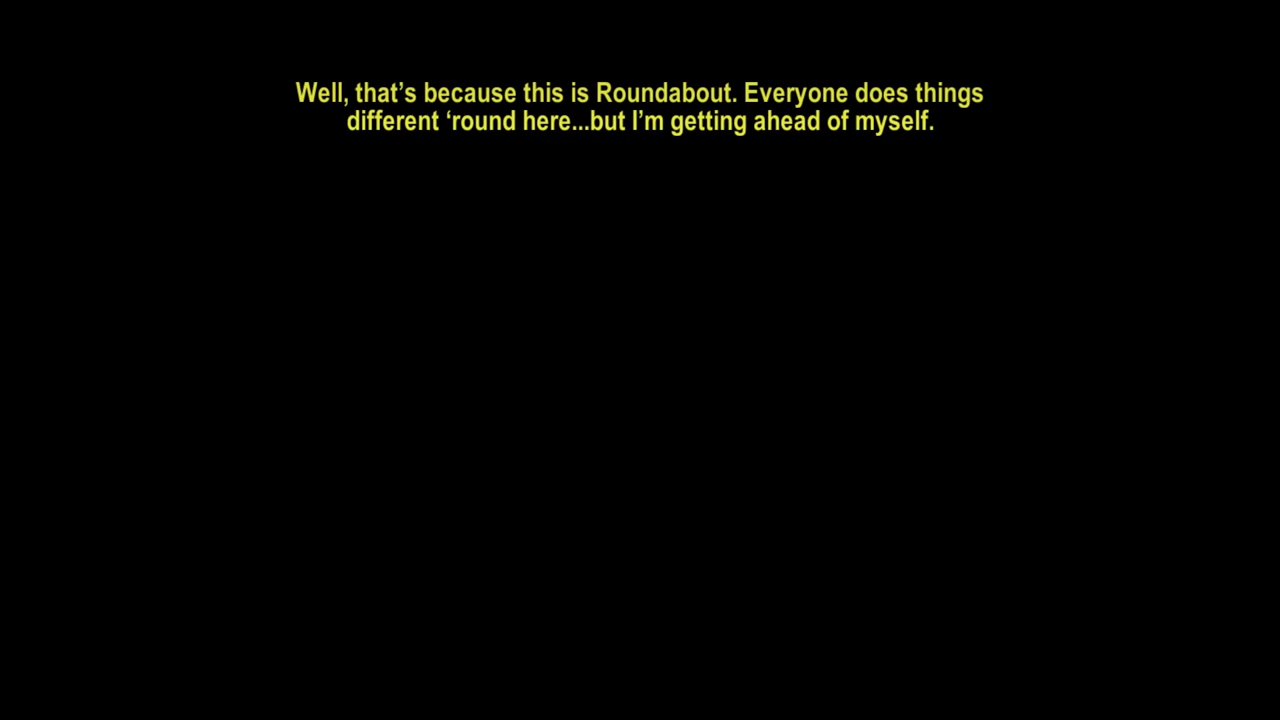 Well, that’s because this is Roundabout. Everyone does things
different ‘round here...but I’m getting ahead of myself.